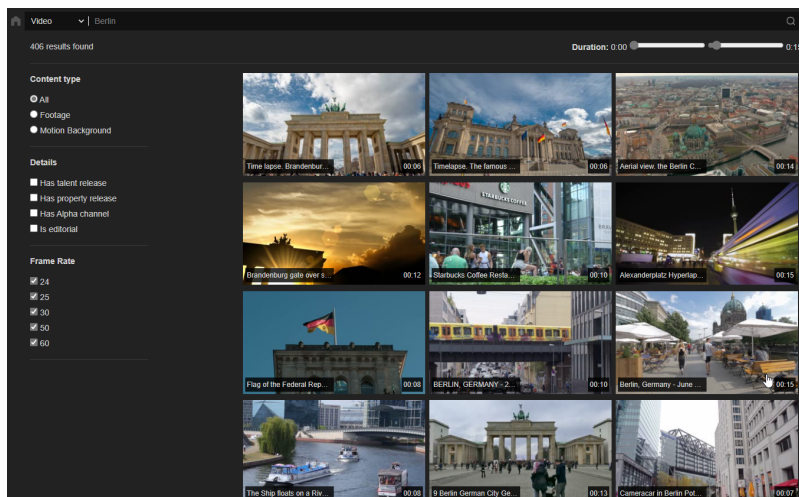 Video
Berlin
406 results found
Duration: 0:00
0:15
Content type
All
Footage
Motion Background
Details
Has talent release
Has property release
Has Alpha channel
Is editorial
Frame Rate
24
25
30
50
60
Time lapse. Brandenbur...
00:06
Timelapse. The famous ...
00:06
Aerial view. the Berlin C...
00:14
Brandenburg gate over s...
00:12
STARBUCKS COFFEE
Starbucks Coffee Resta...
00:10
Alexanderplatz Hyperlap...
00:15
Flag of the Federal Rep...
00:08
BERLIN, GERMANY - 2...
00:10
Berlin, Germany - June ...
00:15
The Ship floats on a Riv...
00:08
9 Berlin German City Ge...
00:13
Cameracar in Berlin Pot...
00:07